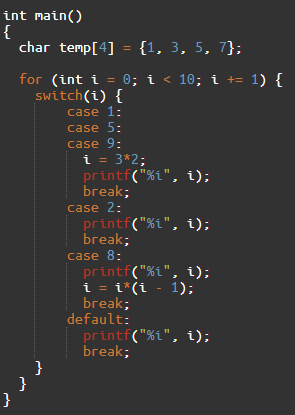 int main()
{
  char temp[4] = {1, 3, 5, 7};

  for (int i = 0; i < 10; i += 1) {
    switch(i) {
        case 1:
        case 5:
        case 9:
          i = 3*2;
          printf("%i", i);
          break;
        case 2:
          printf("%i", i);
          break;
        case 8:
          printf("%i", i);
          i = i*(i - 1);
          break;
        default:
          printf("%i", i);
          break;
    }
  }
}